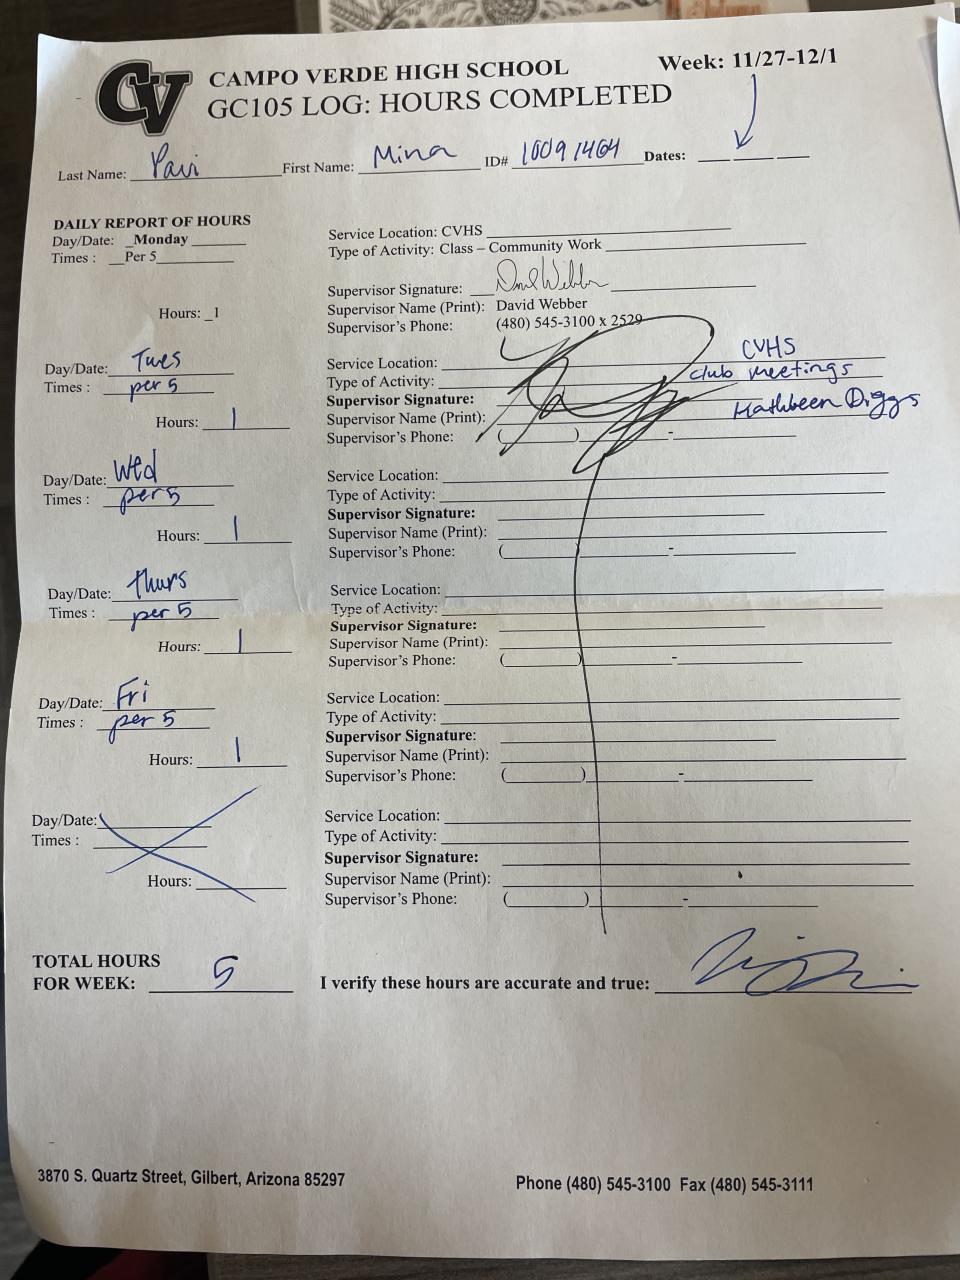 CV
CAMPO VERDE HIGH SCHOOL
Week: 11/27-12/1
GC105 LOG: HOURS COMPLETED
Last Name: Pavi First Name: Mina ID# 10091464 Dates:
DAILY REPORT OF HOURS
Day/Date: Monday
Times : Per 5
Hours: 1
Service Location: CVHS
Type of Activity: Class – Community Work
Supervisor Signature: David Webber
Supervisor Name (Print): David Webber
Supervisor's Phone: (480) 545-3100 x 2529
Day/Date: Tues
Times : per 5
Hours: 1
Service Location: CVHS
Type of Activity: club meetings
Supervisor Signature:
Supervisor Name (Print): Kathleen Diggs
Supervisor's Phone: ( ) -
Day/Date: Wed
Times : per 5
Hours: 1
Service Location:
Type of Activity:
Supervisor Signature:
Supervisor Name (Print):
Supervisor's Phone: ( ) -
Day/Date: Thurs
Times : per 5
Hours: 1
Service Location:
Type of Activity:
Supervisor Signature:
Supervisor Name (Print):
Supervisor's Phone: ( ) -
Day/Date: Fri
Times : per 5
Hours: 1
Service Location:
Type of Activity:
Supervisor Signature:
Supervisor Name (Print):
Supervisor's Phone: ( ) -
Day/Date:
Times :
Hours:
Service Location:
Type of Activity:
Supervisor Signature:
Supervisor Name (Print):
Supervisor's Phone: ( ) -
TOTAL HOURS
FOR WEEK: 5
I verify these hours are accurate and true:
3870 S. Quartz Street, Gilbert, Arizona 85297
Phone (480) 545-3100 Fax (480) 545-3111